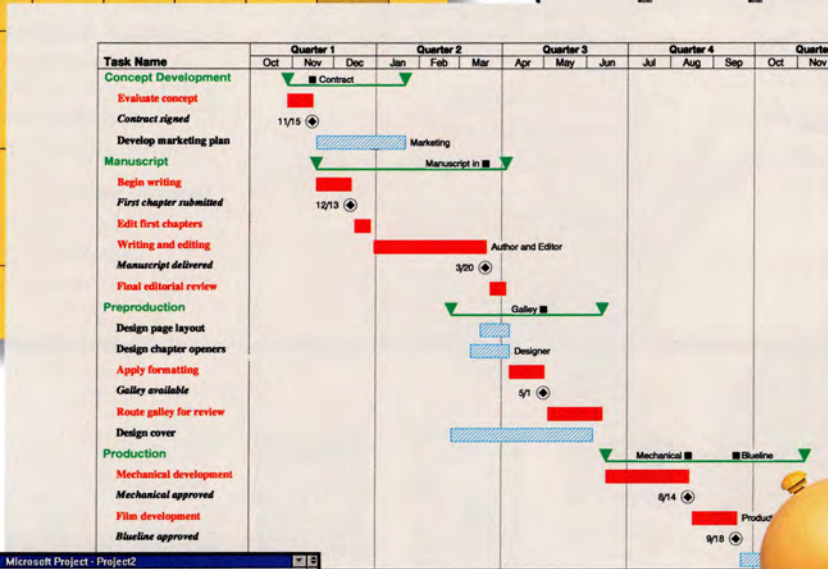 Quarter 1 Quarter 2 Quarter 3 Quarter 4 Quarte
Task Name Oct Nov Dec Jan Feb Mar Apr May Jun Jul Aug Sep Oct Nov
Concept Development Contract
Evaluate concept
Contract signed 11/15
Develop marketing plan Marketing
Manuscript Manuscript in
Begin writing
First chapter submitted 12/13
Edit first chapters
Writing and editing Author and Editor
Manuscript delivered 3/20
Final editorial review
Preproduction Galley
Design page layout
Design chapter openers Designer
Apply formatting
Galley available 5/1
Route galley for review
Design cover
Production Mechanical Blueline
Mechanical development
Mechanical approved 8/14
Film development Produc
Blueline approved 9/18
Microsoft Project - Project2